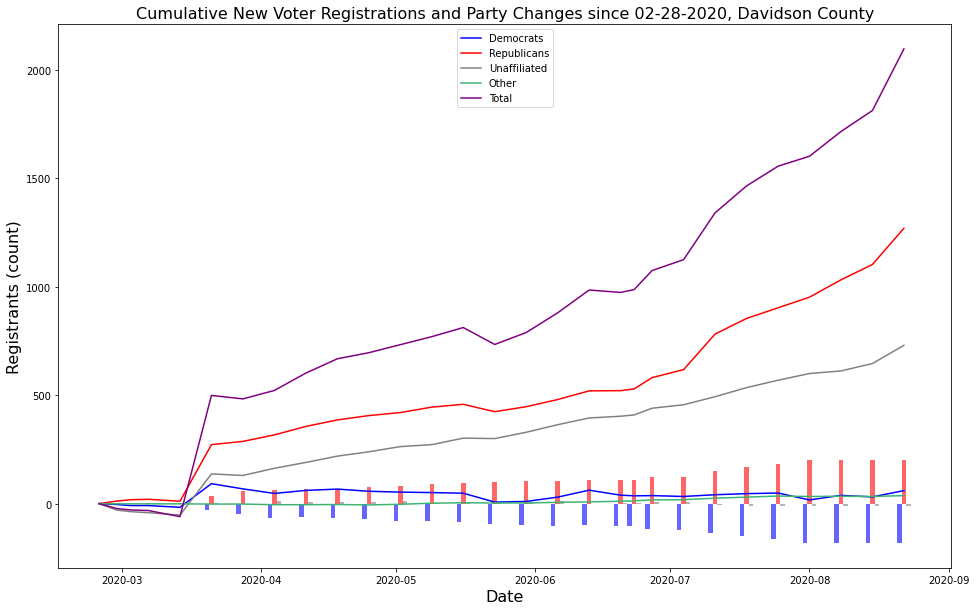 Cumulative New Voter Registrations and Party Changes since 02-28-2020, Davidson County
Democrats
Republicans
Unaffiliated
Other
Total
Registrants (count)
2000
1500
1000
500
0
2020-03 2020-04 2020-05 2020-06 2020-07 2020-08 2020-09
Date